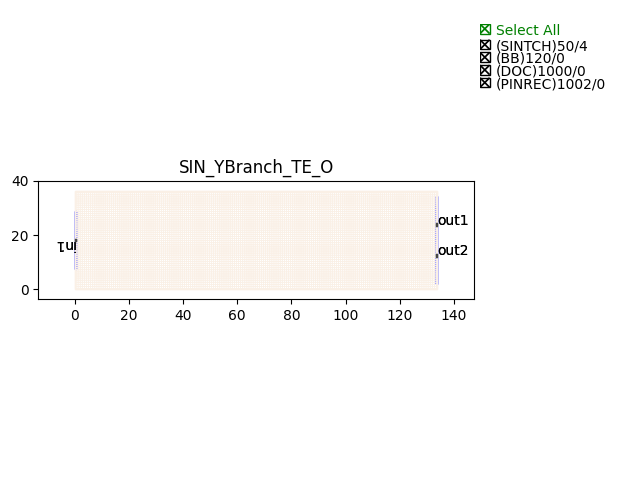 Select All
(SINTCH)50/4
(BB)120/0
(DOC)1000/0
(PINREC)1002/0
SIN_YBranch_TE_O
40
20
0
in1
out1
out2
0 20 40 60 80 100 120 140